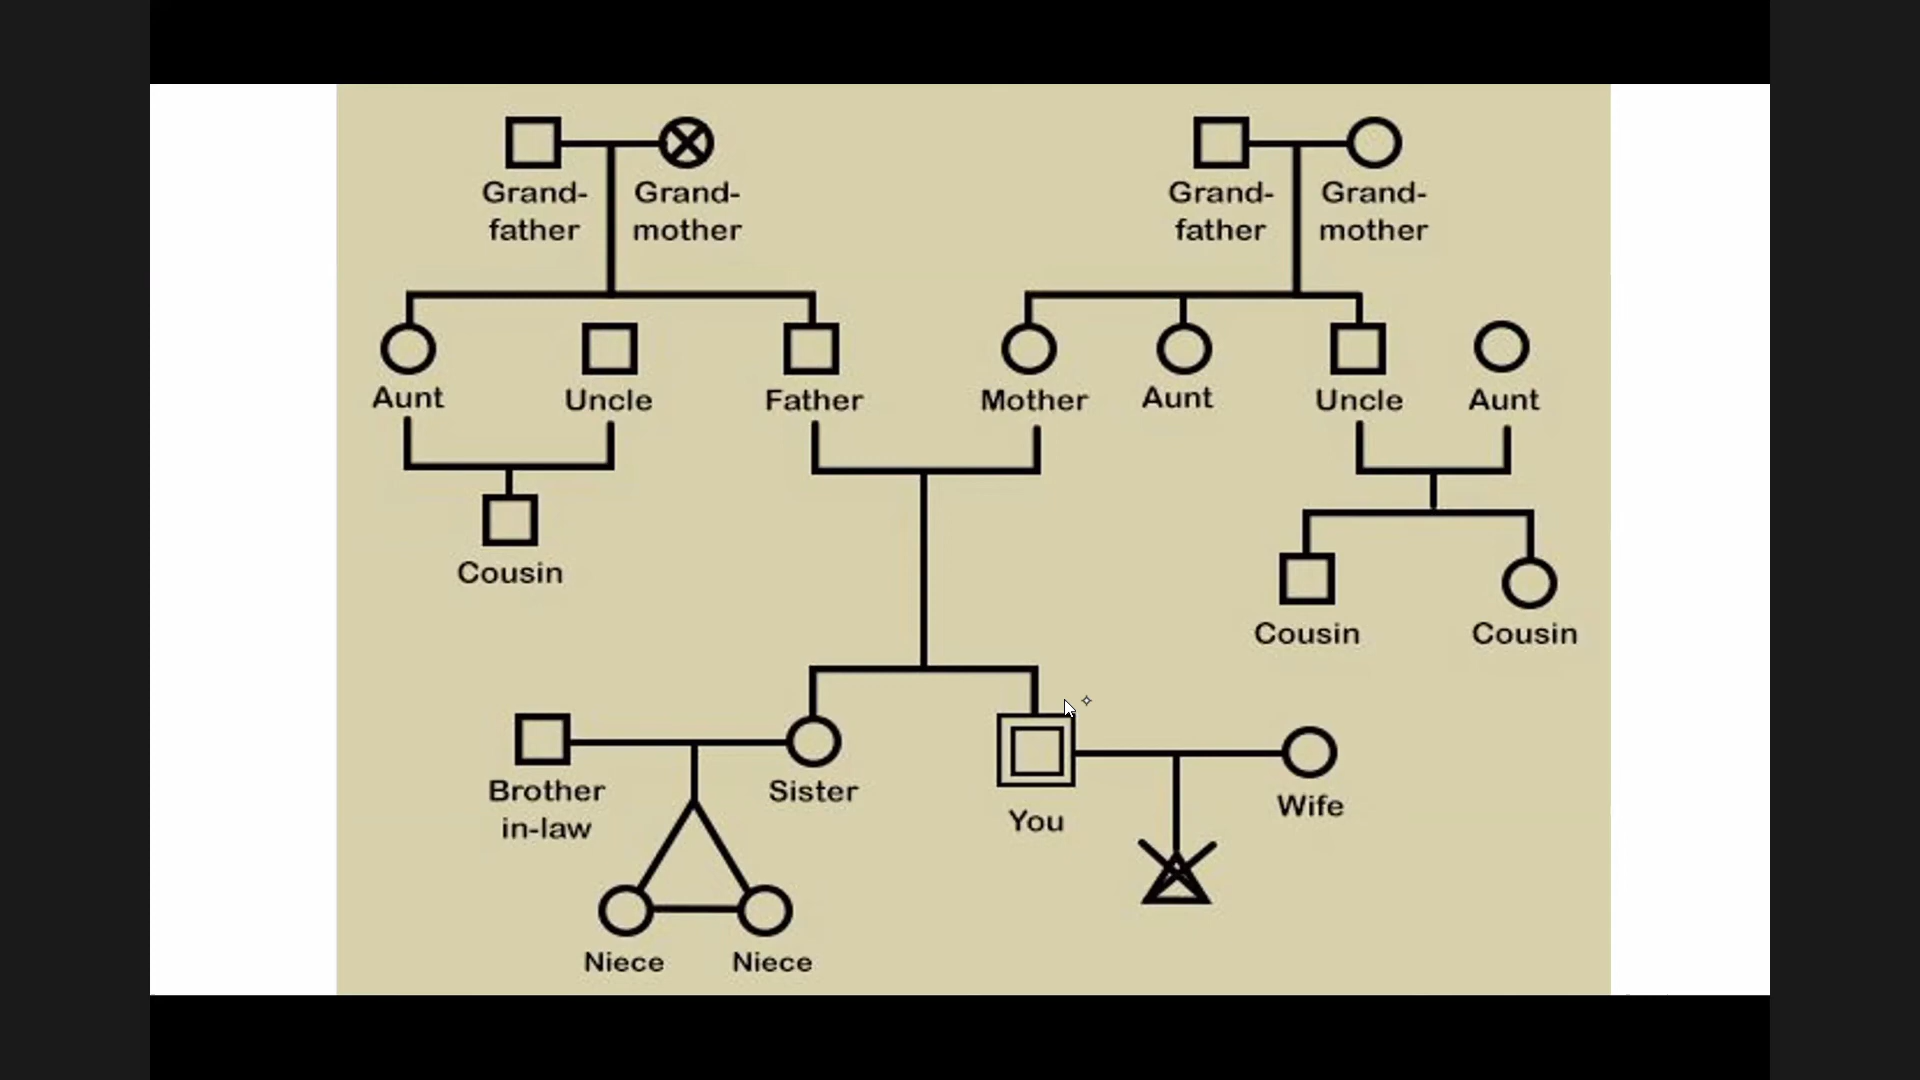 Grand-
father
Grand-
mother
Grand-
father
Grand-
mother
Aunt
Uncle
Father
Mother
Aunt
Uncle
Aunt
Cousin
Cousin
Cousin
Brother
in-law
Sister
You
Wife
Niece
Niece